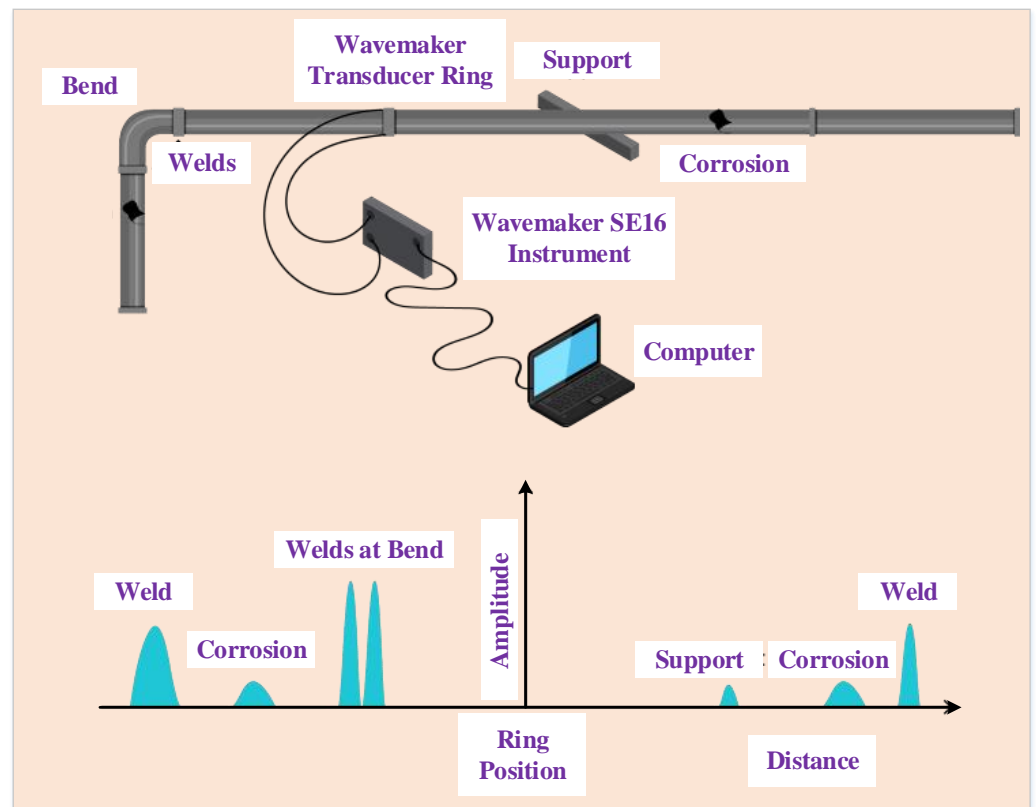 Wavemaker
Transducer Ring
Support
Bend
Welds
Corrosion
Wavemaker SE16
Instrument
Computer
Welds at Bend
Weld
Corrosion
Amplitude
Weld
Support
Corrosion
Ring
Position
Distance